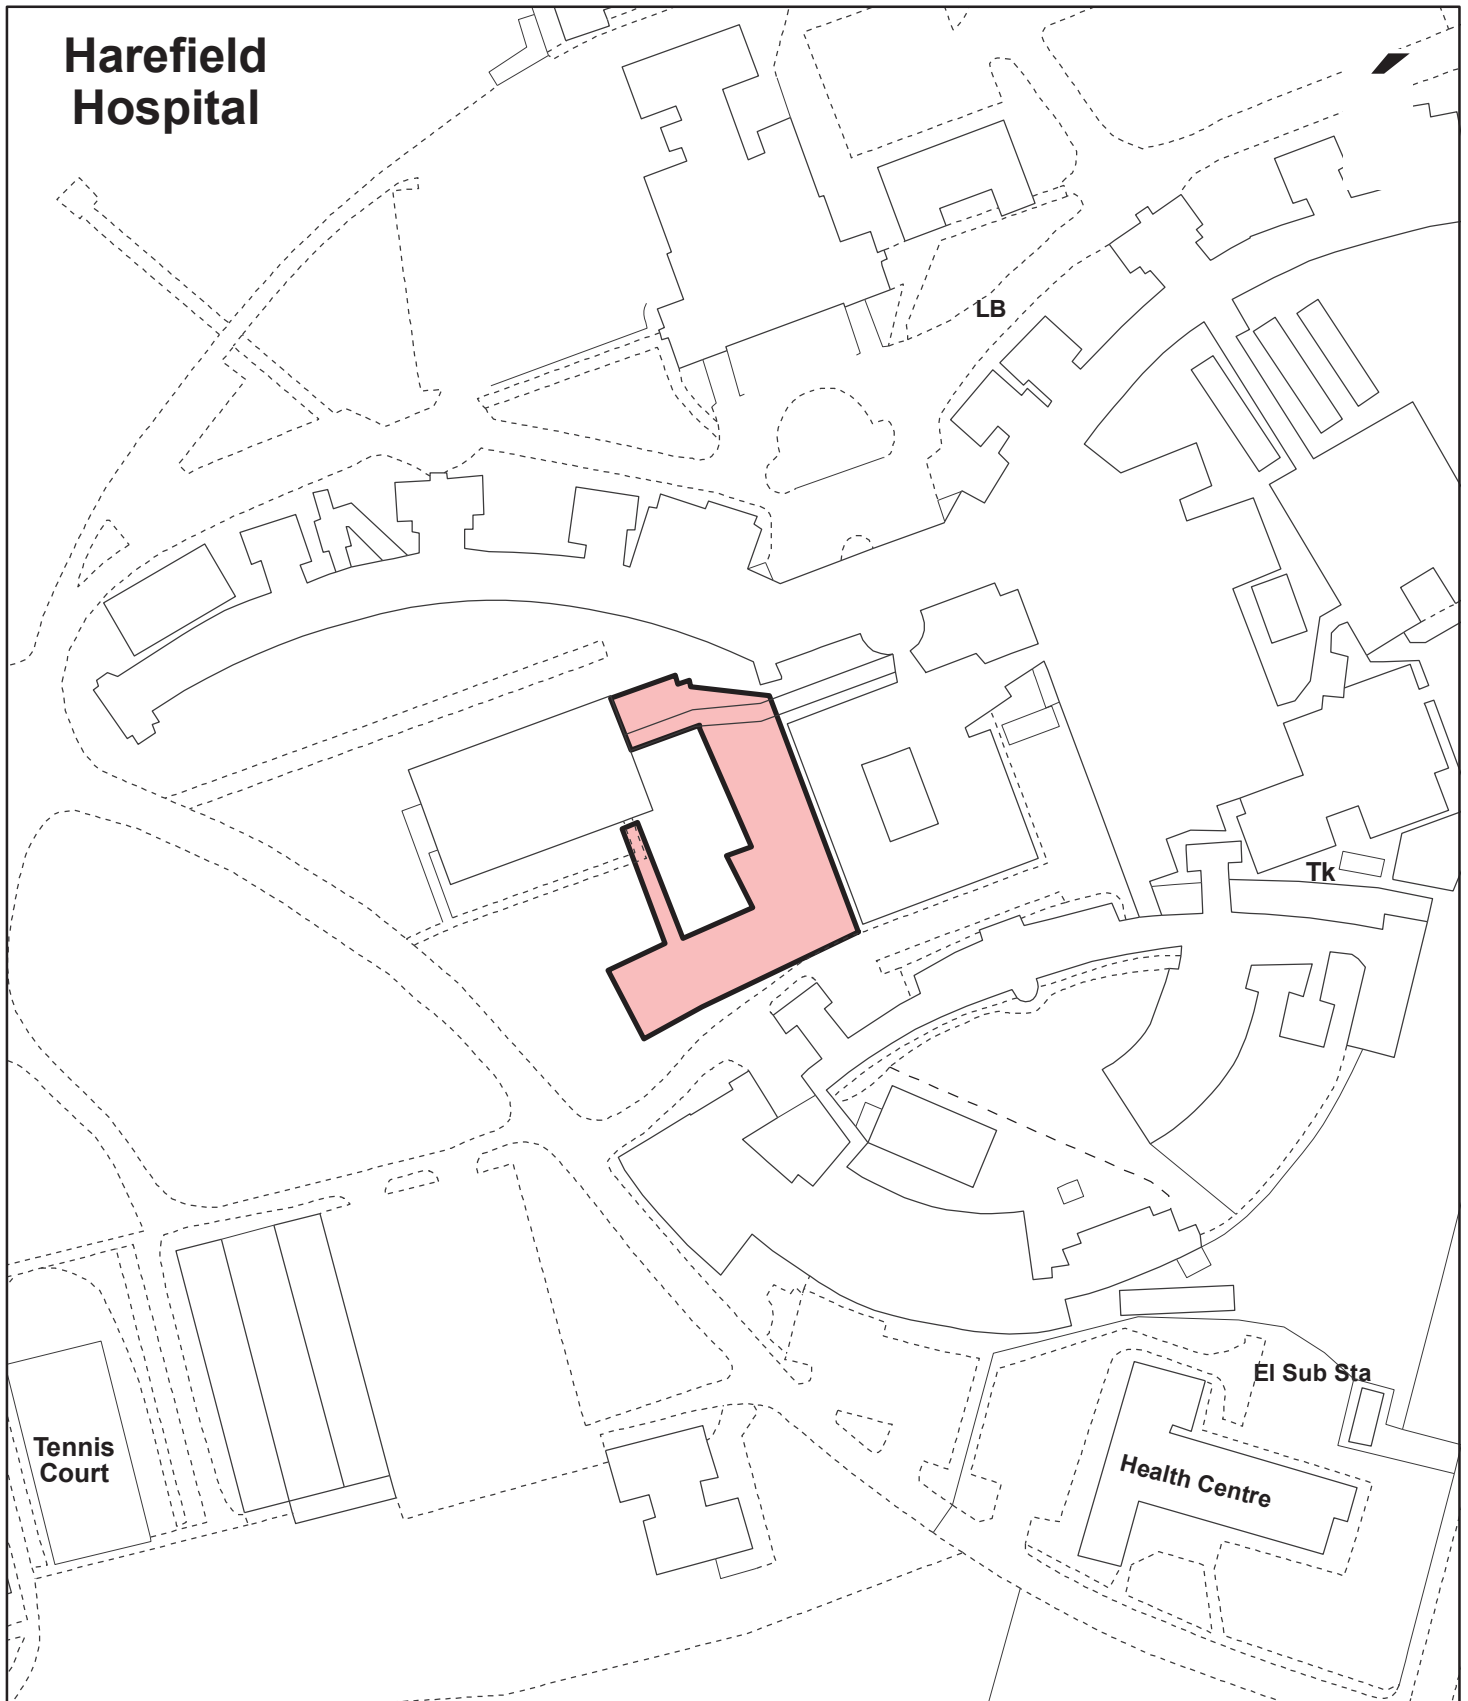 Harefield
Hospital
LB
Tk
El Sub Sta
Tennis
Court
Health Centre